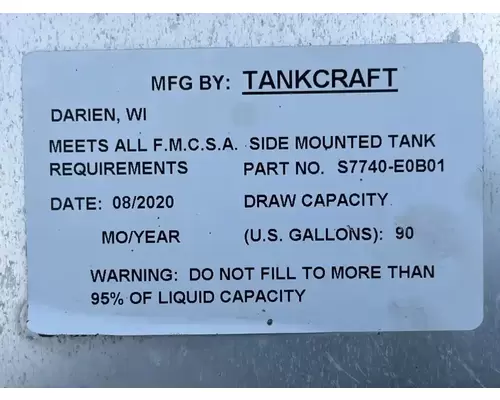 MFG BY: TANKCRAFT
DARIEN, WI
MEETS ALL F.M.C.S.A. SIDE MOUNTED TANK
REQUIREMENTS PART NO. S7740-E0B01
DATE: 08/2020 DRAW CAPACITY
MO/YEAR (U.S. GALLONS): 90
WARNING: DO NOT FILL TO MORE THAN
95% OF LIQUID CAPACITY